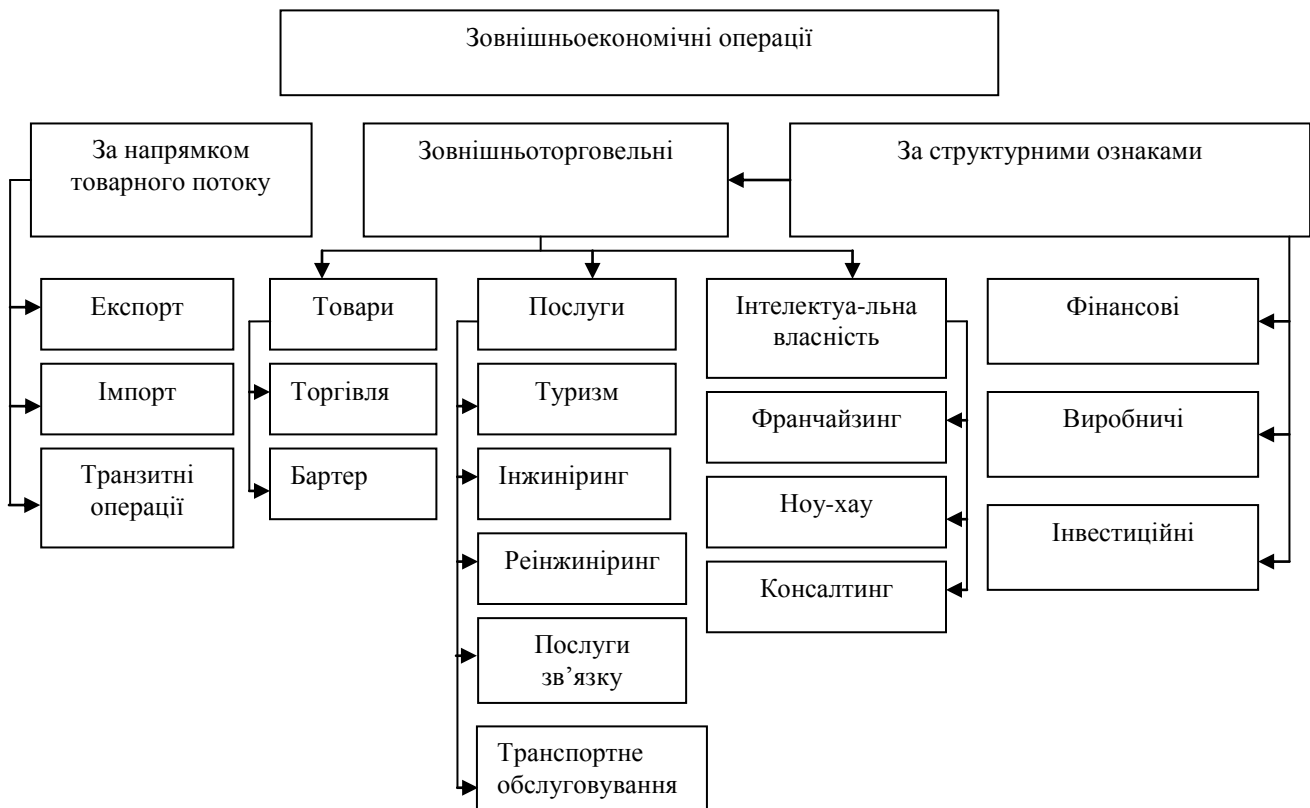 Зовнішньоекономічні операції
За напрямком
товарного потоку
Зовнішньоторговельні
За структурними ознаками
Експорт
Імпорт
Транзитні
операції
Товари
Торгівля
Бартер
Послуги
Туризм
Інжиніринг
Реінжиніринг
Послуги
зв’язку
Транспортне
обслуговування
Інтелектуа-льна
власність
Франчайзинг
Ноу-хау
Консалтинг
Фінансові
Виробничі
Інвестиційні